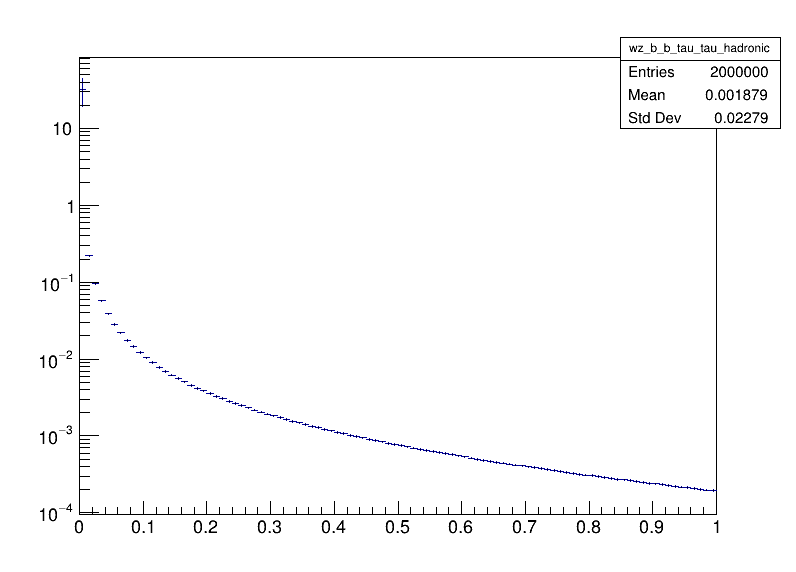 wz_b_b_tau_tau_hadronic
Entries 2000000
Mean 0.001879
Std Dev 0.02279
10
1
10⁻¹
10⁻²
10⁻³
10⁻⁴
0 0.1 0.2 0.3 0.4 0.5 0.6 0.7 0.8 0.9 1